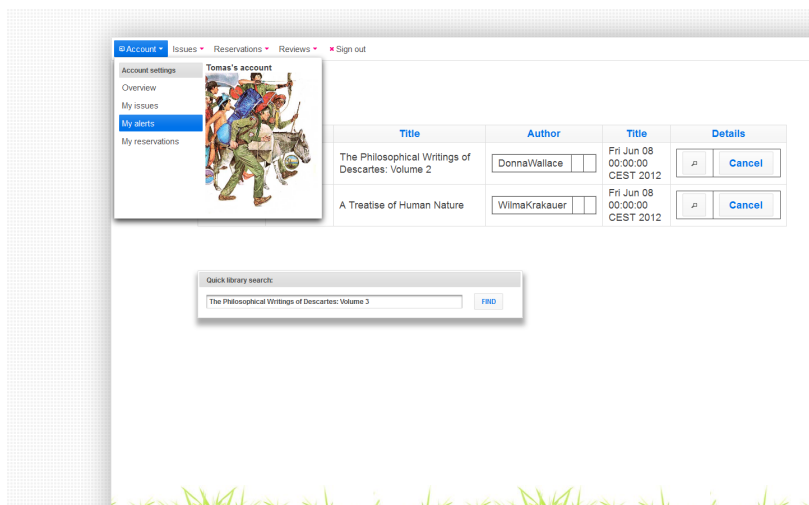 Account Issues Reservations Reviews Sign out
Account settings
Overview
My issues
My alerts
My reservations
Tomas's account
Title Author Title Details
The Philosophical Writings of
Descartes: Volume 2
DonnaWallace
Fri Jun 08
00:00:00
CEST 2012
Cancel
A Treatise of Human Nature
WilmaKrakauer
Fri Jun 08
00:00:00
CEST 2012
Cancel
Quick library search:
The Philosophical Writings of Descartes: Volume 3
FIND